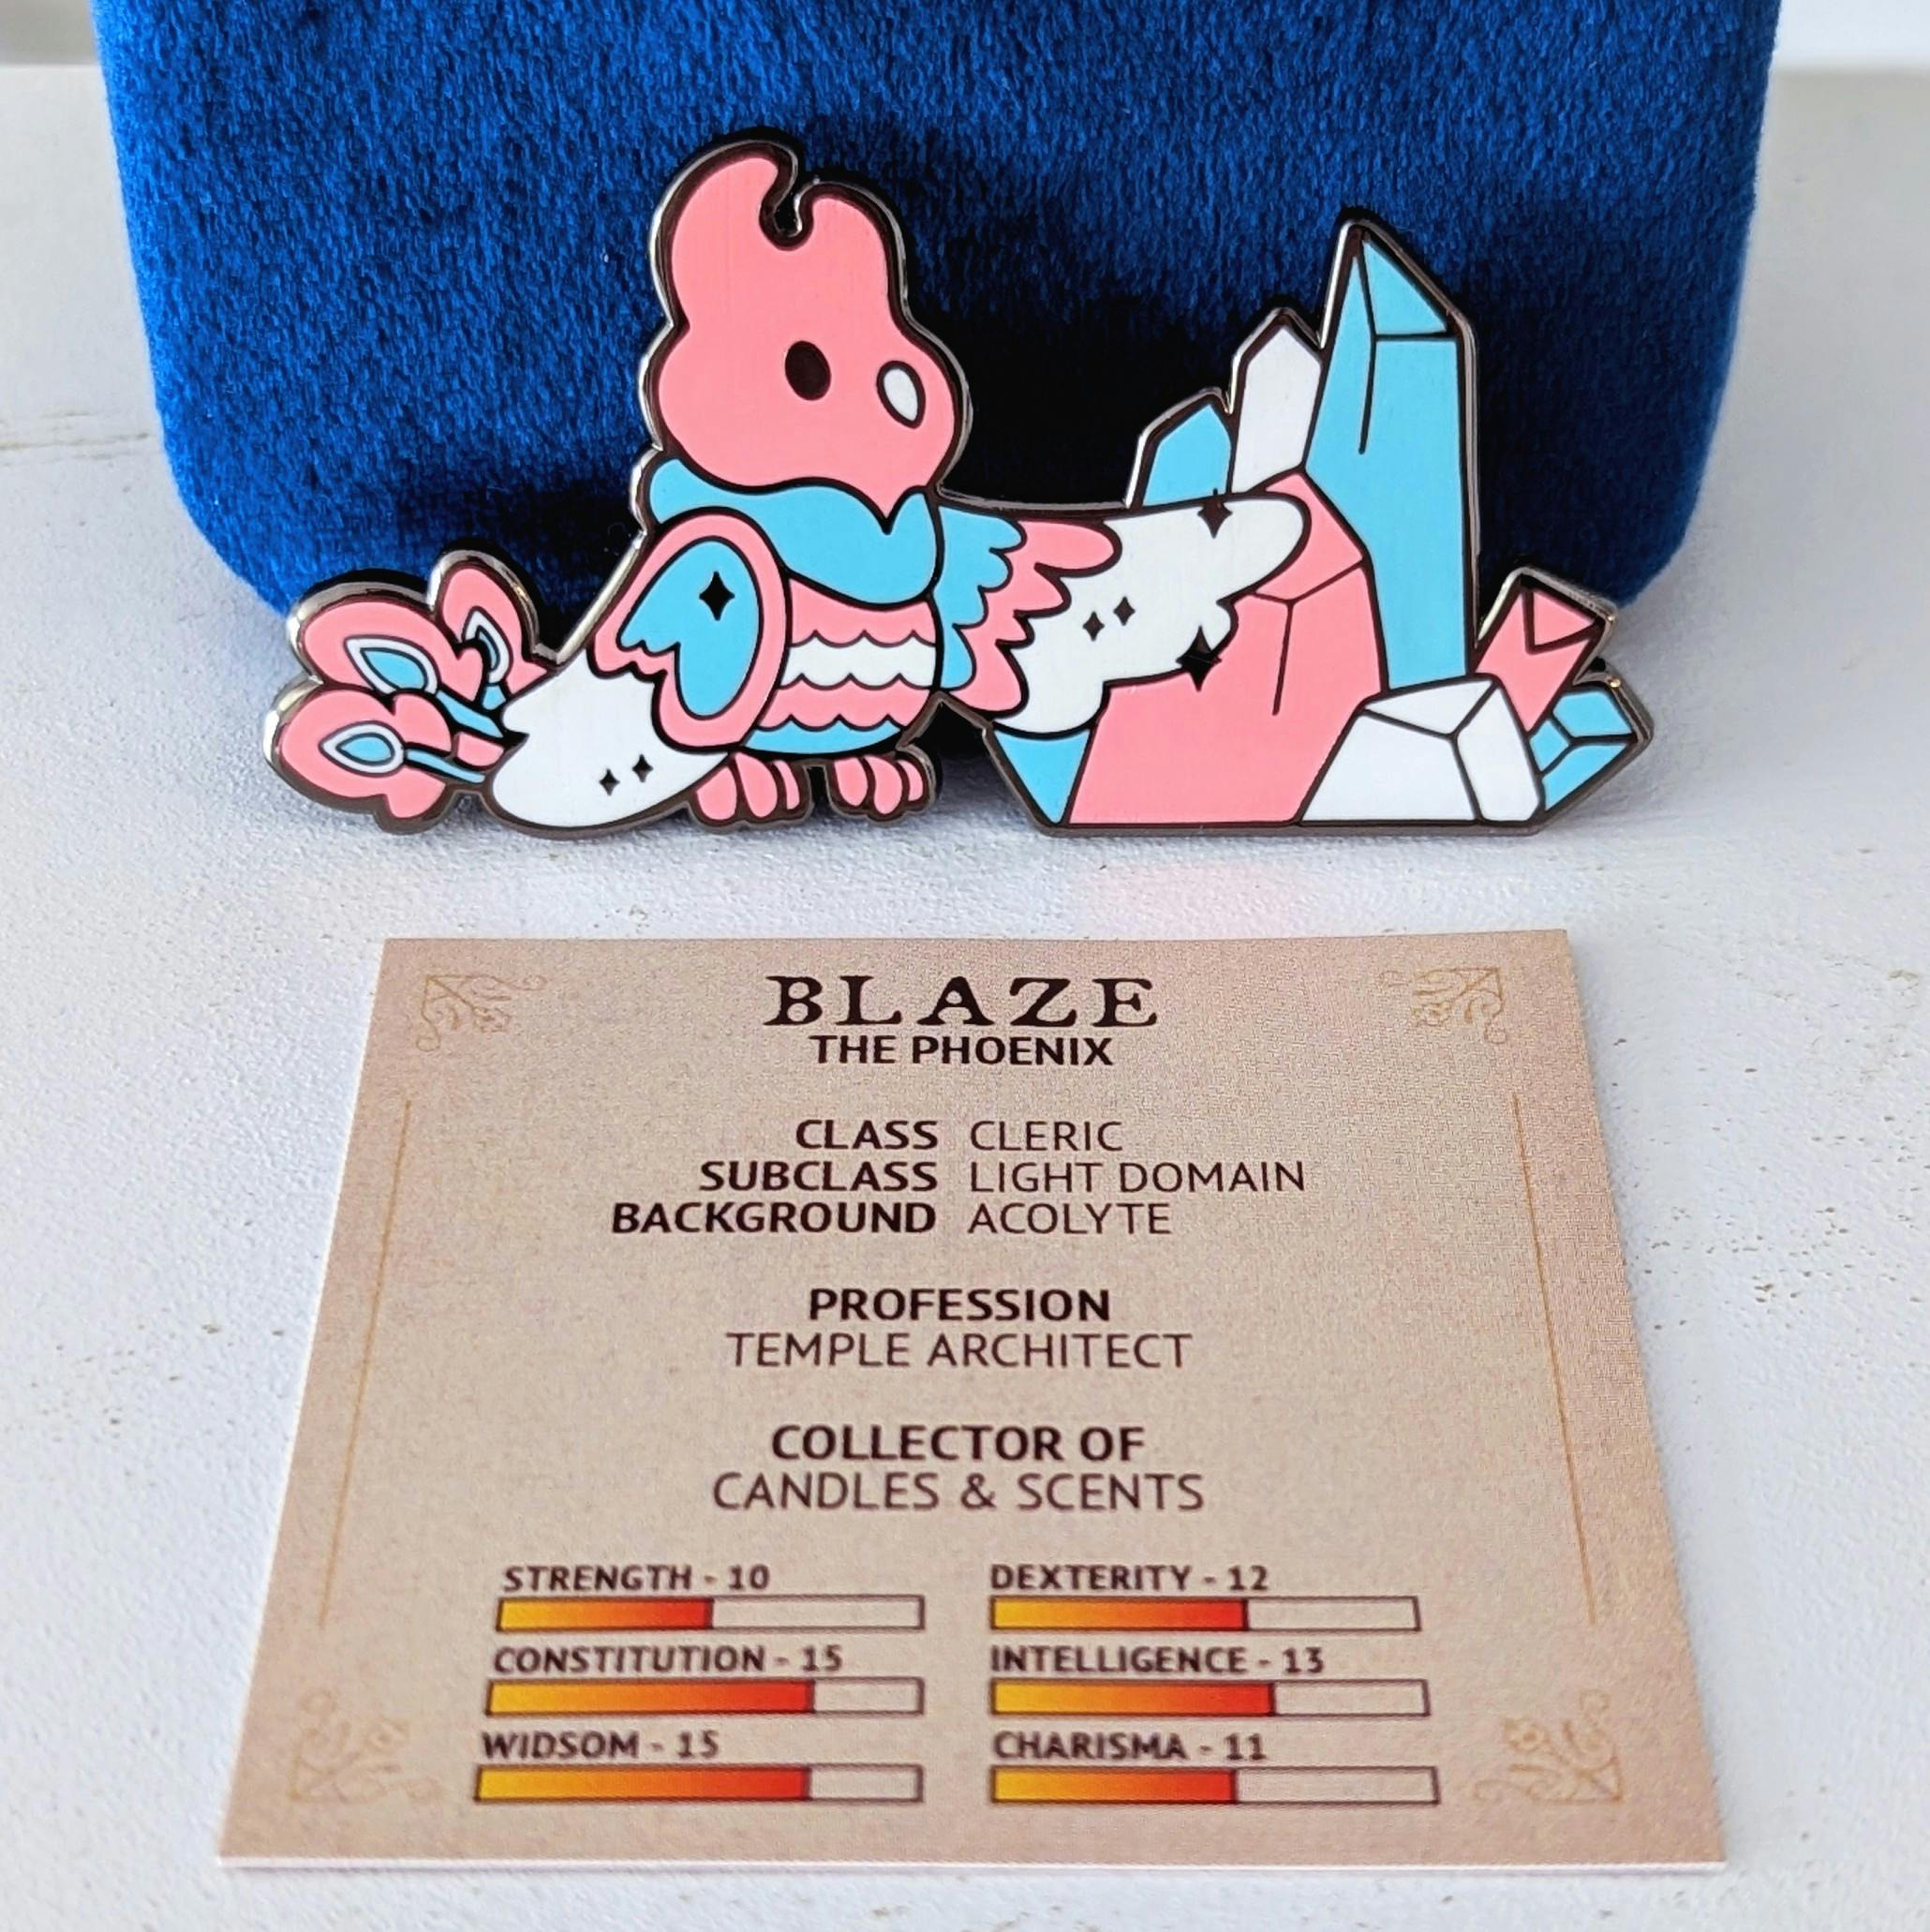 BLAZE
THE PHOENIX
CLASS CLERIC
SUBCLASS LIGHT DOMAIN
BACKGROUND ACOLYTE
PROFESSION
TEMPLE ARCHITECT
COLLECTOR OF
CANDLES & SCENTS
STRENGTH - 10
DEXTERITY - 12
CONSTITUTION - 15
INTELLIGENCE - 13
WIDSOM - 15
CHARISMA - 11